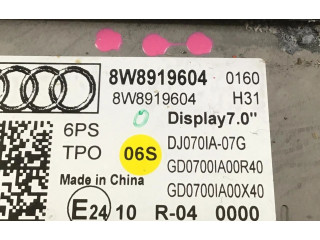 8W8919604 0160
8W8919604 H31
Display7.0"
6PS DJ070IA-07G
TPO 06S GD0700IA00R40
Made in China GD0700IA00X40
E24 10 R-04 0000